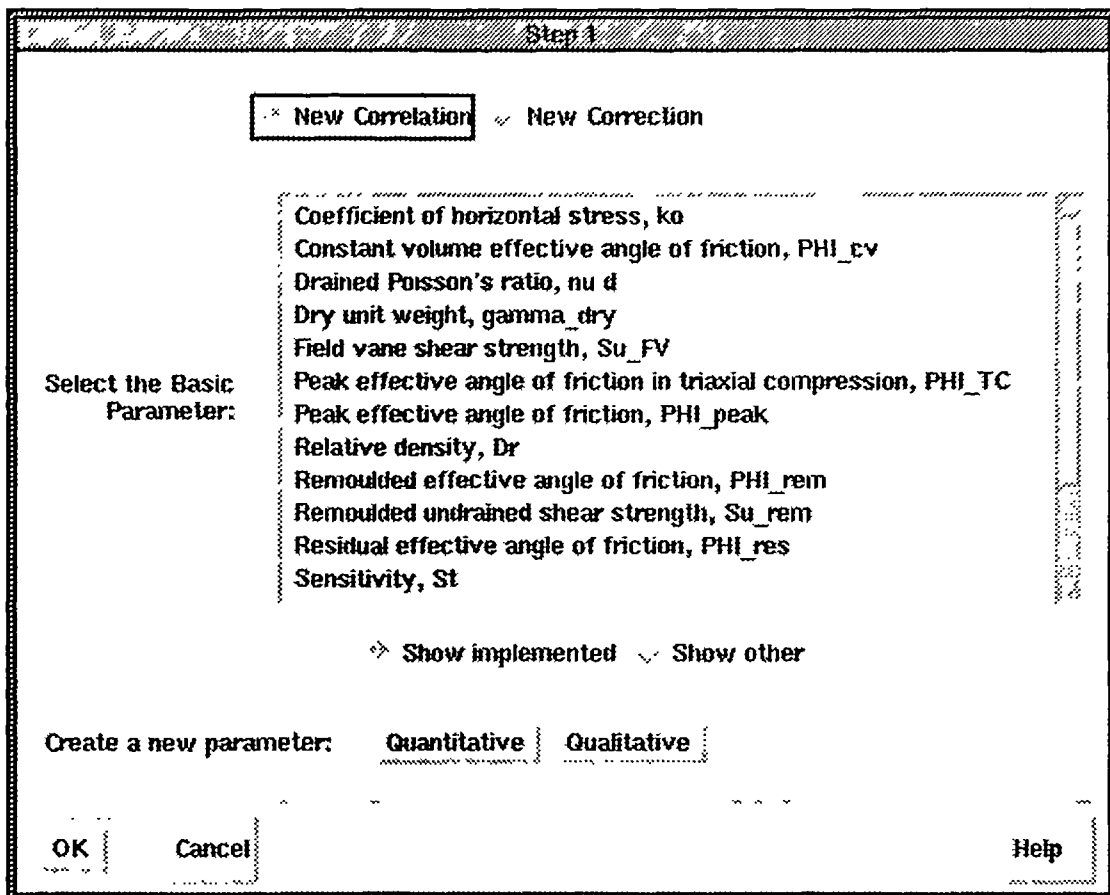 Step 1
New Correlation New Correction
Coefficient of horizontal stress, ko
Constant volume effective angle of friction, PHI_cv
Drained Poisson's ratio, nu d
Dry unit weight, gamma_dry
Field vane shear strength, Su_FV
Select the Basic Parameter:
Peak effective angle of friction in triaxial compression, PHI_TC
Peak effective angle of friction, PHI_peak
Relative density, Dr
Remoulded effective angle of friction, PHI_rem
Remoulded undrained shear strength, Su_rem
Residual effective angle of friction, PHI_res
Sensitivity, St
Show implemented Show other
Create a new parameter: Quantitative Qualitative
OK Cancel Help